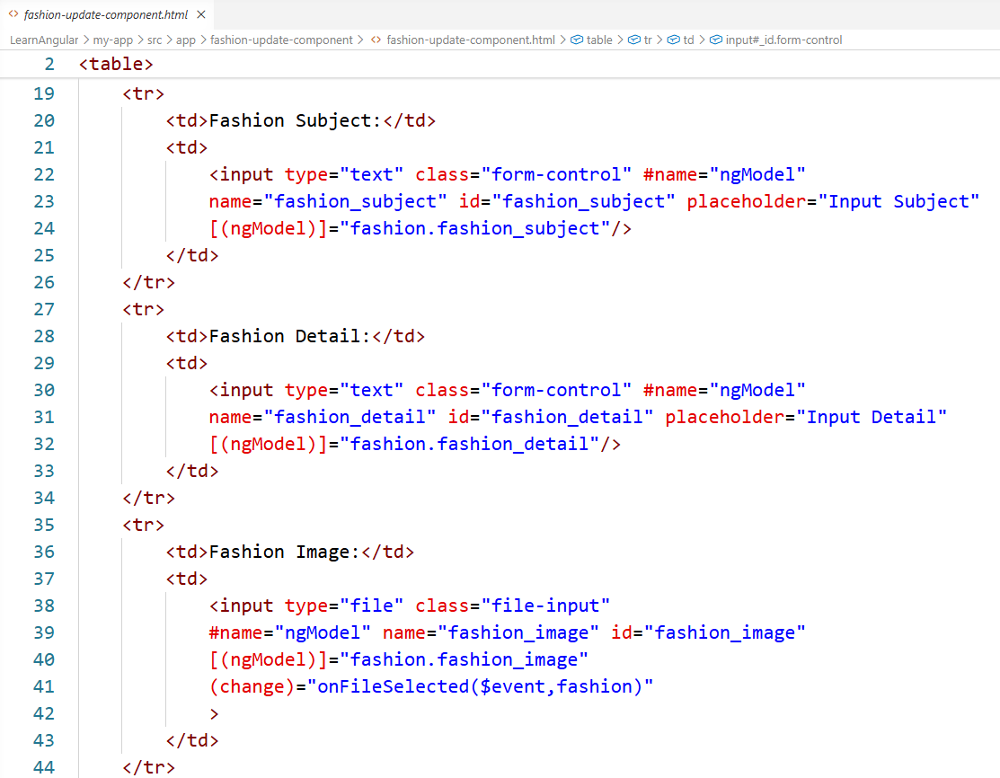 fashion-update-component.html
LearnAngular > my-app > src > app > fashion-update-component > fashion-update-component.html > table > tr > td > input#_id.form-control
2 <table>
19 <tr>
20 <td>Fashion Subject:</td>
21 <td>
22 <input type="text" class="form-control" #name="ngModel"
23 name="fashion_subject" id="fashion_subject" placeholder="Input Subject"
24 [(ngModel)]="fashion.fashion_subject"/>
25 </td>
26 </tr>
27 <tr>
28 <td>Fashion Detail:</td>
29 <td>
30 <input type="text" class="form-control" #name="ngModel"
31 name="fashion_detail" id="fashion_detail" placeholder="Input Detail"
32 [(ngModel)]="fashion.fashion_detail"/>
33 </td>
34 </tr>
35 <tr>
36 <td>Fashion Image:</td>
37 <td>
38 <input type="file" class="file-input"
39 #name="ngModel" name="fashion_image" id="fashion_image"
40 [(ngModel)]="fashion.fashion_image"
41 (change)="onFileSelected($event,fashion)"
42 >
43 </td>
44 </tr>